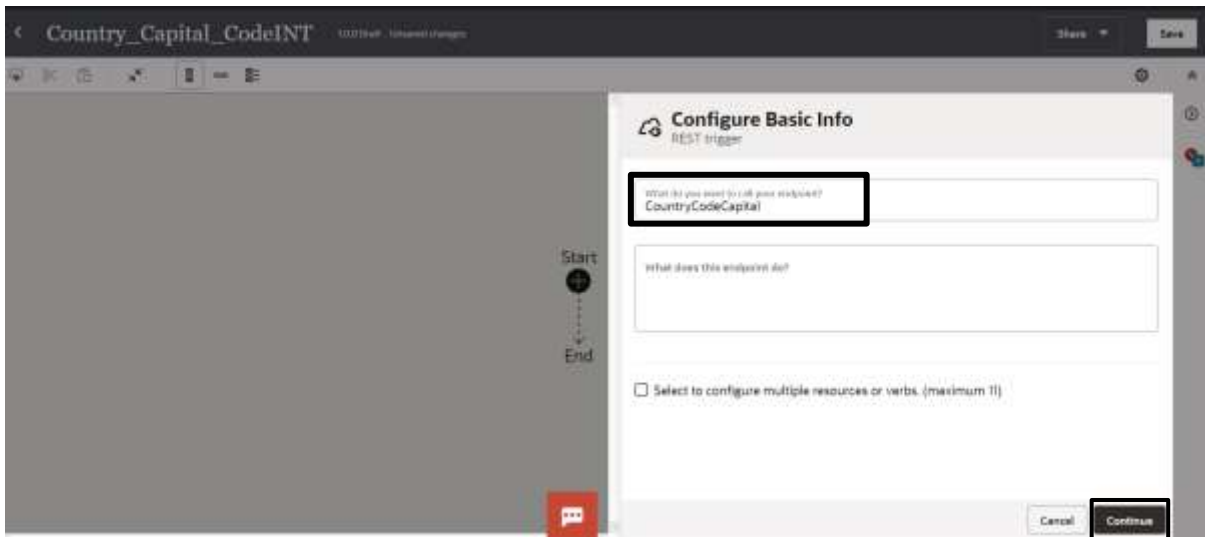 Country_Capital_CodeINT
Share
Save
Configure Basic Info
REST trigger
What do you want to call your endpoint?
CountryCodeCapital
Start
What does this endpoint do?
End
Select to configure multiple resources or verbs. (maximum 11)
Cancel
Continue